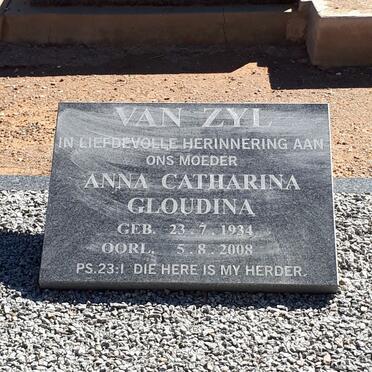 VAN ZYL
IN LIEFDEVOLLE HERINNERING AAN
ONS MOEDER
ANNA CATHARINA
GLOUDINA
GEB. 23.7.1934
OORL. 5.8.2008
PS.23:1 DIE HERE IS MY HERDER.